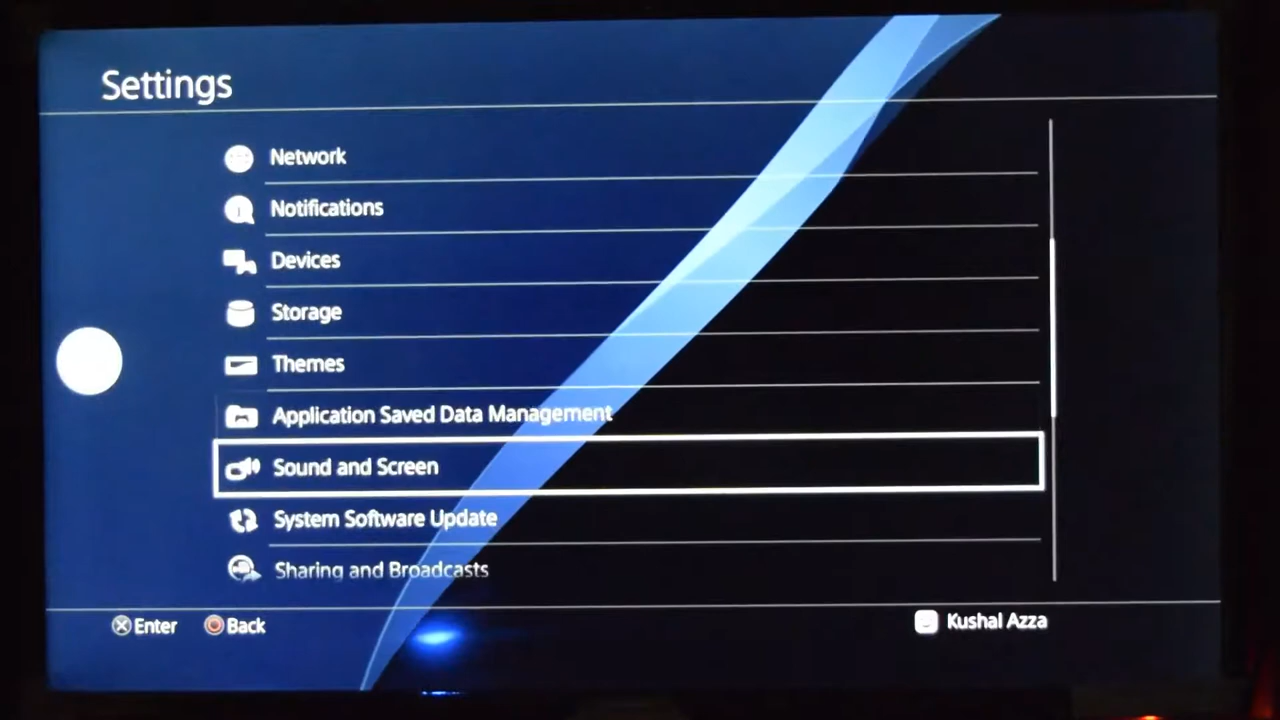 Settings
Network
Notifications
Devices
Storage
Themes
Application Saved Data Management
Sound and Screen
System Software Update
Sharing and Broadcasts
Enter
Back
Kushal Azza